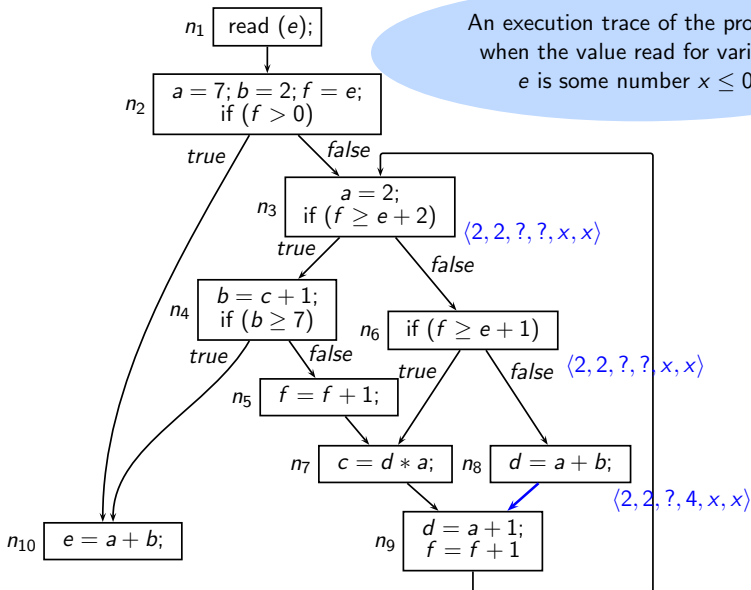 n1 read (e);
An execution trace of the
when the value read for
e is some number x ≤ 0
n2 a = 7; b = 2; f = e;
if (f > 0)
true false
n3 a = 2;
if (f ≥ e + 2)
⟨2, 2, ?, ?, x, x⟩
true false
n4 b = c + 1;
if (b ≥ 7)
n6 if (f ≥ e + 1)
true false
⟨2, 2, ?, ?, x, x⟩
true false
n5 f = f + 1;
n7 c = d ∗ a;
n8 d = a + b;
⟨2, 2, ?, 4, x, x⟩
n9 d = a + 1;
f = f + 1
n10 e = a + b;